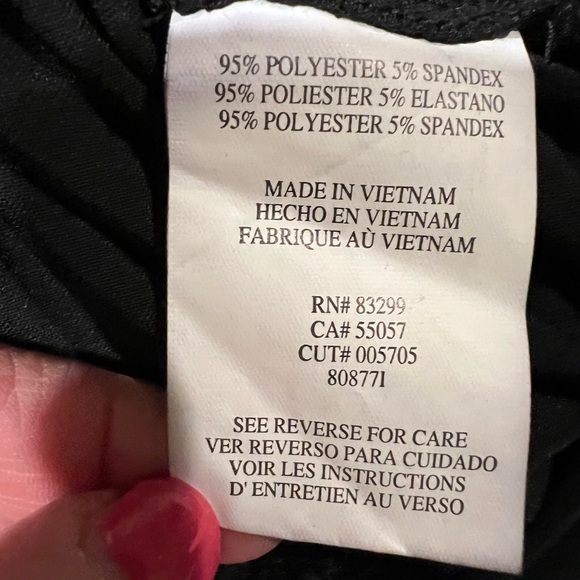 95% POLYESTER 5% SPANDEX
95% POLIESTER 5% ELASTANO
95% POLYESTER 5% SPANDEX
MADE IN VIETNAM
HECHO EN VIETNAM
FABRIQUE AÙ VIETNAM
RN# 83299
CA# 55057
CUT# 005705
80877I
SEE REVERSE FOR CARE
VER REVERSO PARA CUIDADO
VOIR LES INSTRUCTIONS
D' ENTRETIEN AU VERSO